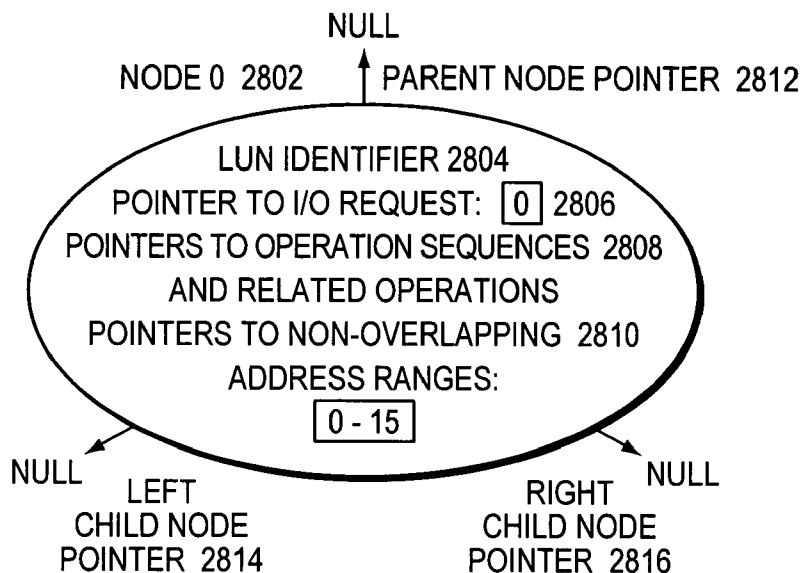 NULL
NODE 0 2802 PARENT NODE POINTER 2812
LUN IDENTIFIER 2804
POINTER TO I/O REQUEST: 0 2806
POINTERS TO OPERATION SEQUENCES 2808
AND RELATED OPERATIONS
POINTERS TO NON-OVERLAPPING 2810
ADDRESS RANGES:
0 - 15
NULL
LEFT
CHILD NODE
POINTER 2814
NULL
RIGHT
CHILD NODE
POINTER 2816